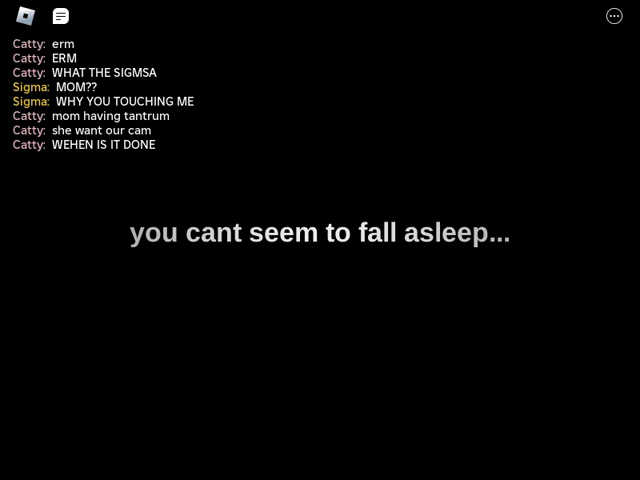 Catty: erm
Catty: ERM
Catty: WHAT THE SIGMSA
Sigma: MOM??
Sigma: WHY YOU TOUCHING ME
Catty: mom having tantrum
Catty: she want our cam
Catty: WEHEN IS IT DONE
you cant seem to fall asleep...